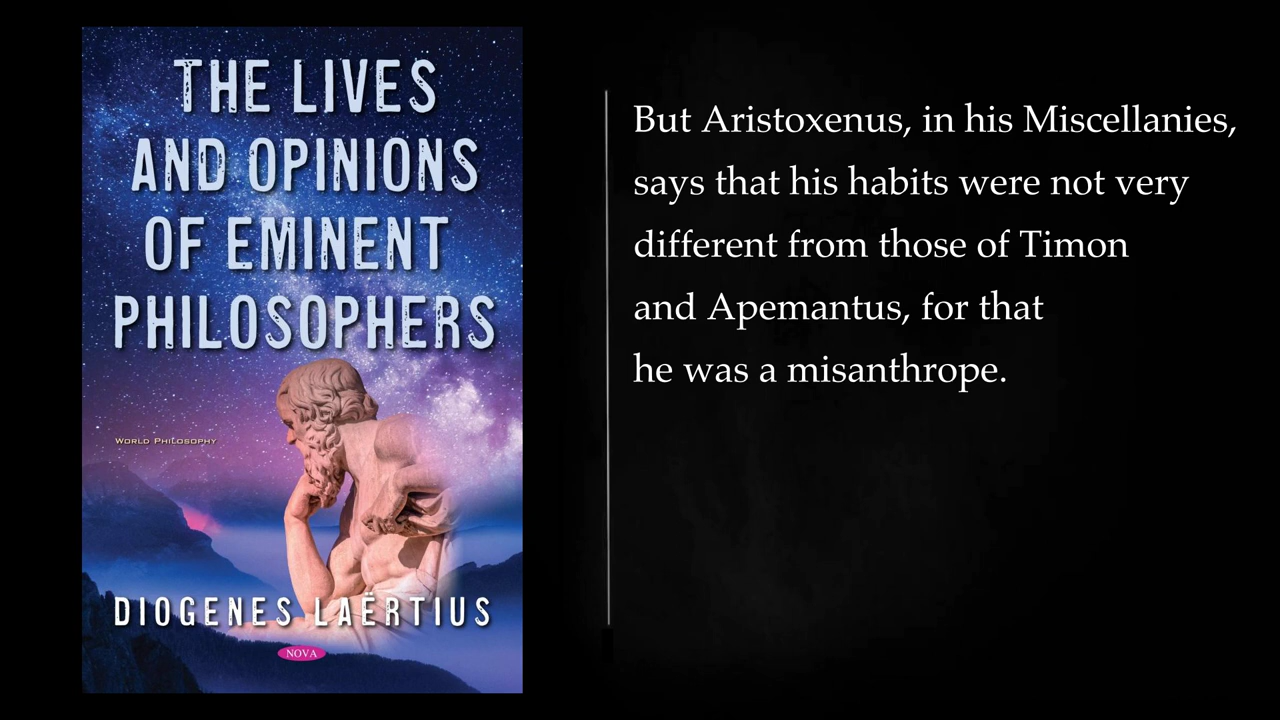 THE LIVES
AND OPINIONS
OF EMINENT
PHILOSOPHERS
WORLD PHILOSOPHY
DIOGENES LAËRTIUS
NOVA
But Aristoxenus, in his Miscellanies,
says that his habits were not very
different from those of Timon
and Apemantus, for that
he was a misanthrope.